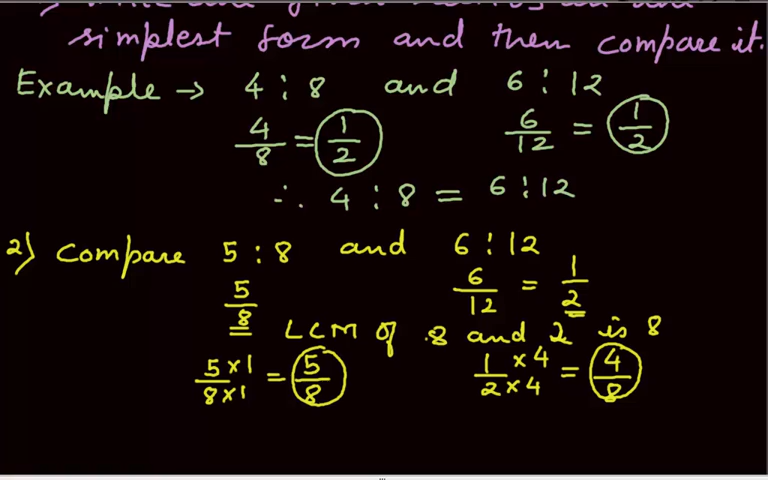 simplest form and then compare it.
Example → 4 : 8 and 6 : 12
4/8 = 1/2 6/12 = 1/2
∴ 4 : 8 = 6 : 12
2) Compare 5 : 8 and 6 : 12
5/8 6/12 = 1/2
LCM of 8 and 2 is 8
5×1/8×1 = 5/8 1×4/2×4 = 4/8